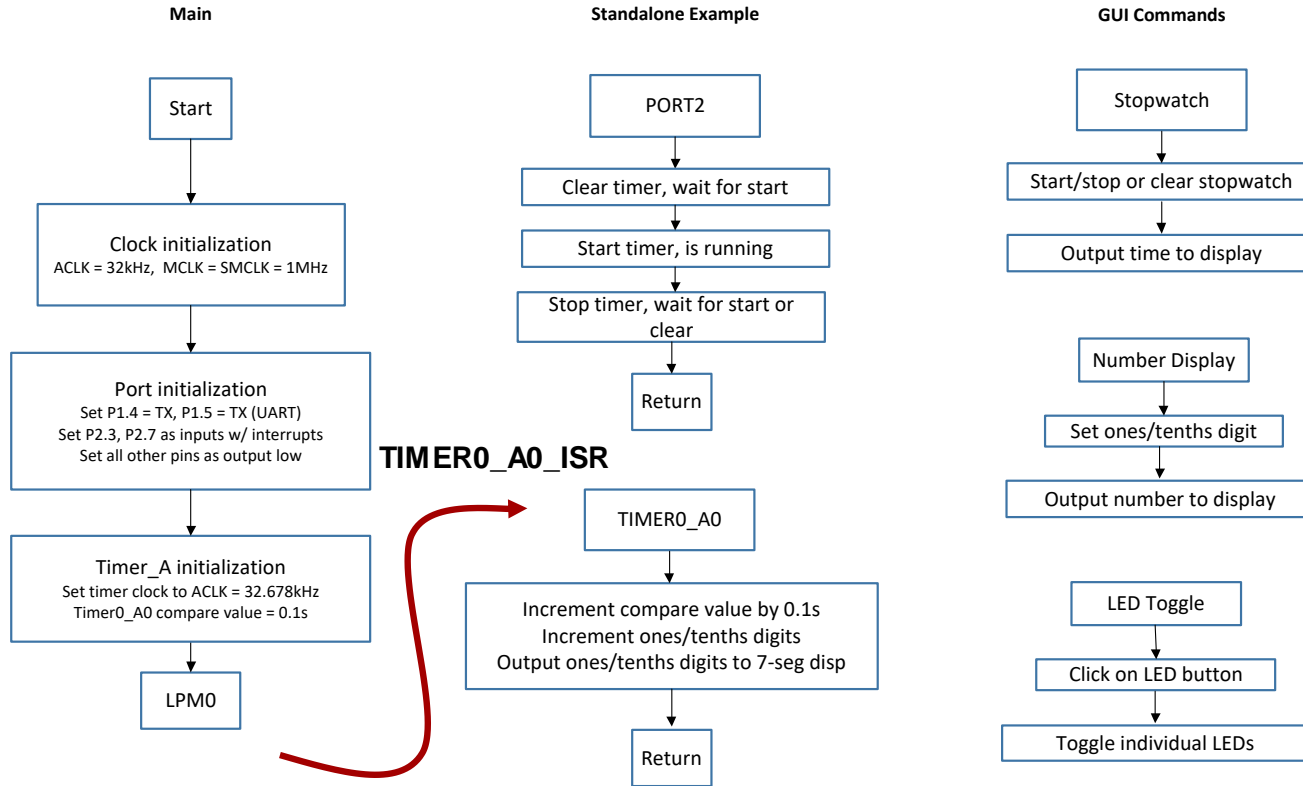 Main
Start
Clock initialization
ACLK = 32kHz, MCLK = SMCLK = 1MHz
Port initialization
Set P1.4 = TX, P1.5 = TX (UART)
Set P2.3, P2.7 as inputs w/ interrupts
Set all other pins as output low
Timer_A initialization
Set timer clock to ACLK = 32.678kHz
Timer0_A0 compare value = 0.1s
LPM0
TIMER0_A0_ISR
Standalone Example
PORT2
Clear timer, wait for start
Start timer, is running
Stop timer, wait for start or
clear
Return
TIMER0_A0
Increment compare value by 0.1s
Increment ones/tenths digits
Output ones/tenths digits to 7-seg disp
Return
GUI Commands
Stopwatch
Start/stop or clear stopwatch
Output time to display
Number Display
Set ones/tenths digit
Output number to display
LED Toggle
Click on LED button
Toggle individual LEDs